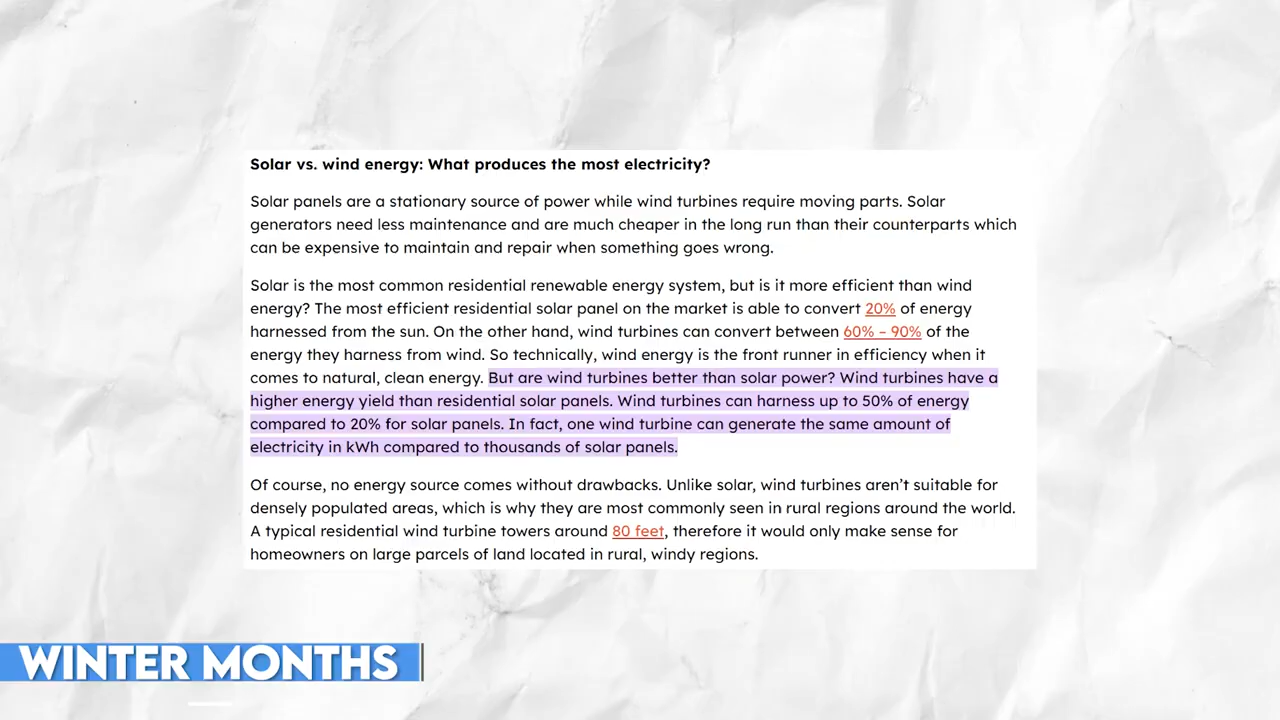 Solar vs. wind energy: What produces the most electricity?
Solar panels are a stationary source of power while wind turbines require moving parts. Solar
generators need less maintenance and are much cheaper in the long run than their counterparts which
can be expensive to maintain and repair when something goes wrong.
Solar is the most common residential renewable energy system, but is it more efficient than wind
energy? The most efficient residential solar panel on the market is able to convert 20% of energy
harnessed from the sun. On the other hand, wind turbines can convert between 60% – 90% of the
energy they harness from wind. So technically, wind energy is the front runner in efficiency when it
comes to natural, clean energy. But are wind turbines better than solar power? Wind turbines have a
higher energy yield than residential solar panels. Wind turbines can harness up to 50% of energy
compared to 20% for solar panels. In fact, one wind turbine can generate the same amount of
electricity in kWh compared to thousands of solar panels.
Of course, no energy source comes without drawbacks. Unlike solar, wind turbines aren’t suitable for
densely populated areas, which is why they are most commonly seen in rural regions around the world.
A typical residential wind turbine towers around 80 feet, therefore it would only make sense for
homeowners on large parcels of land located in rural, windy regions.
WINTER MONTHS